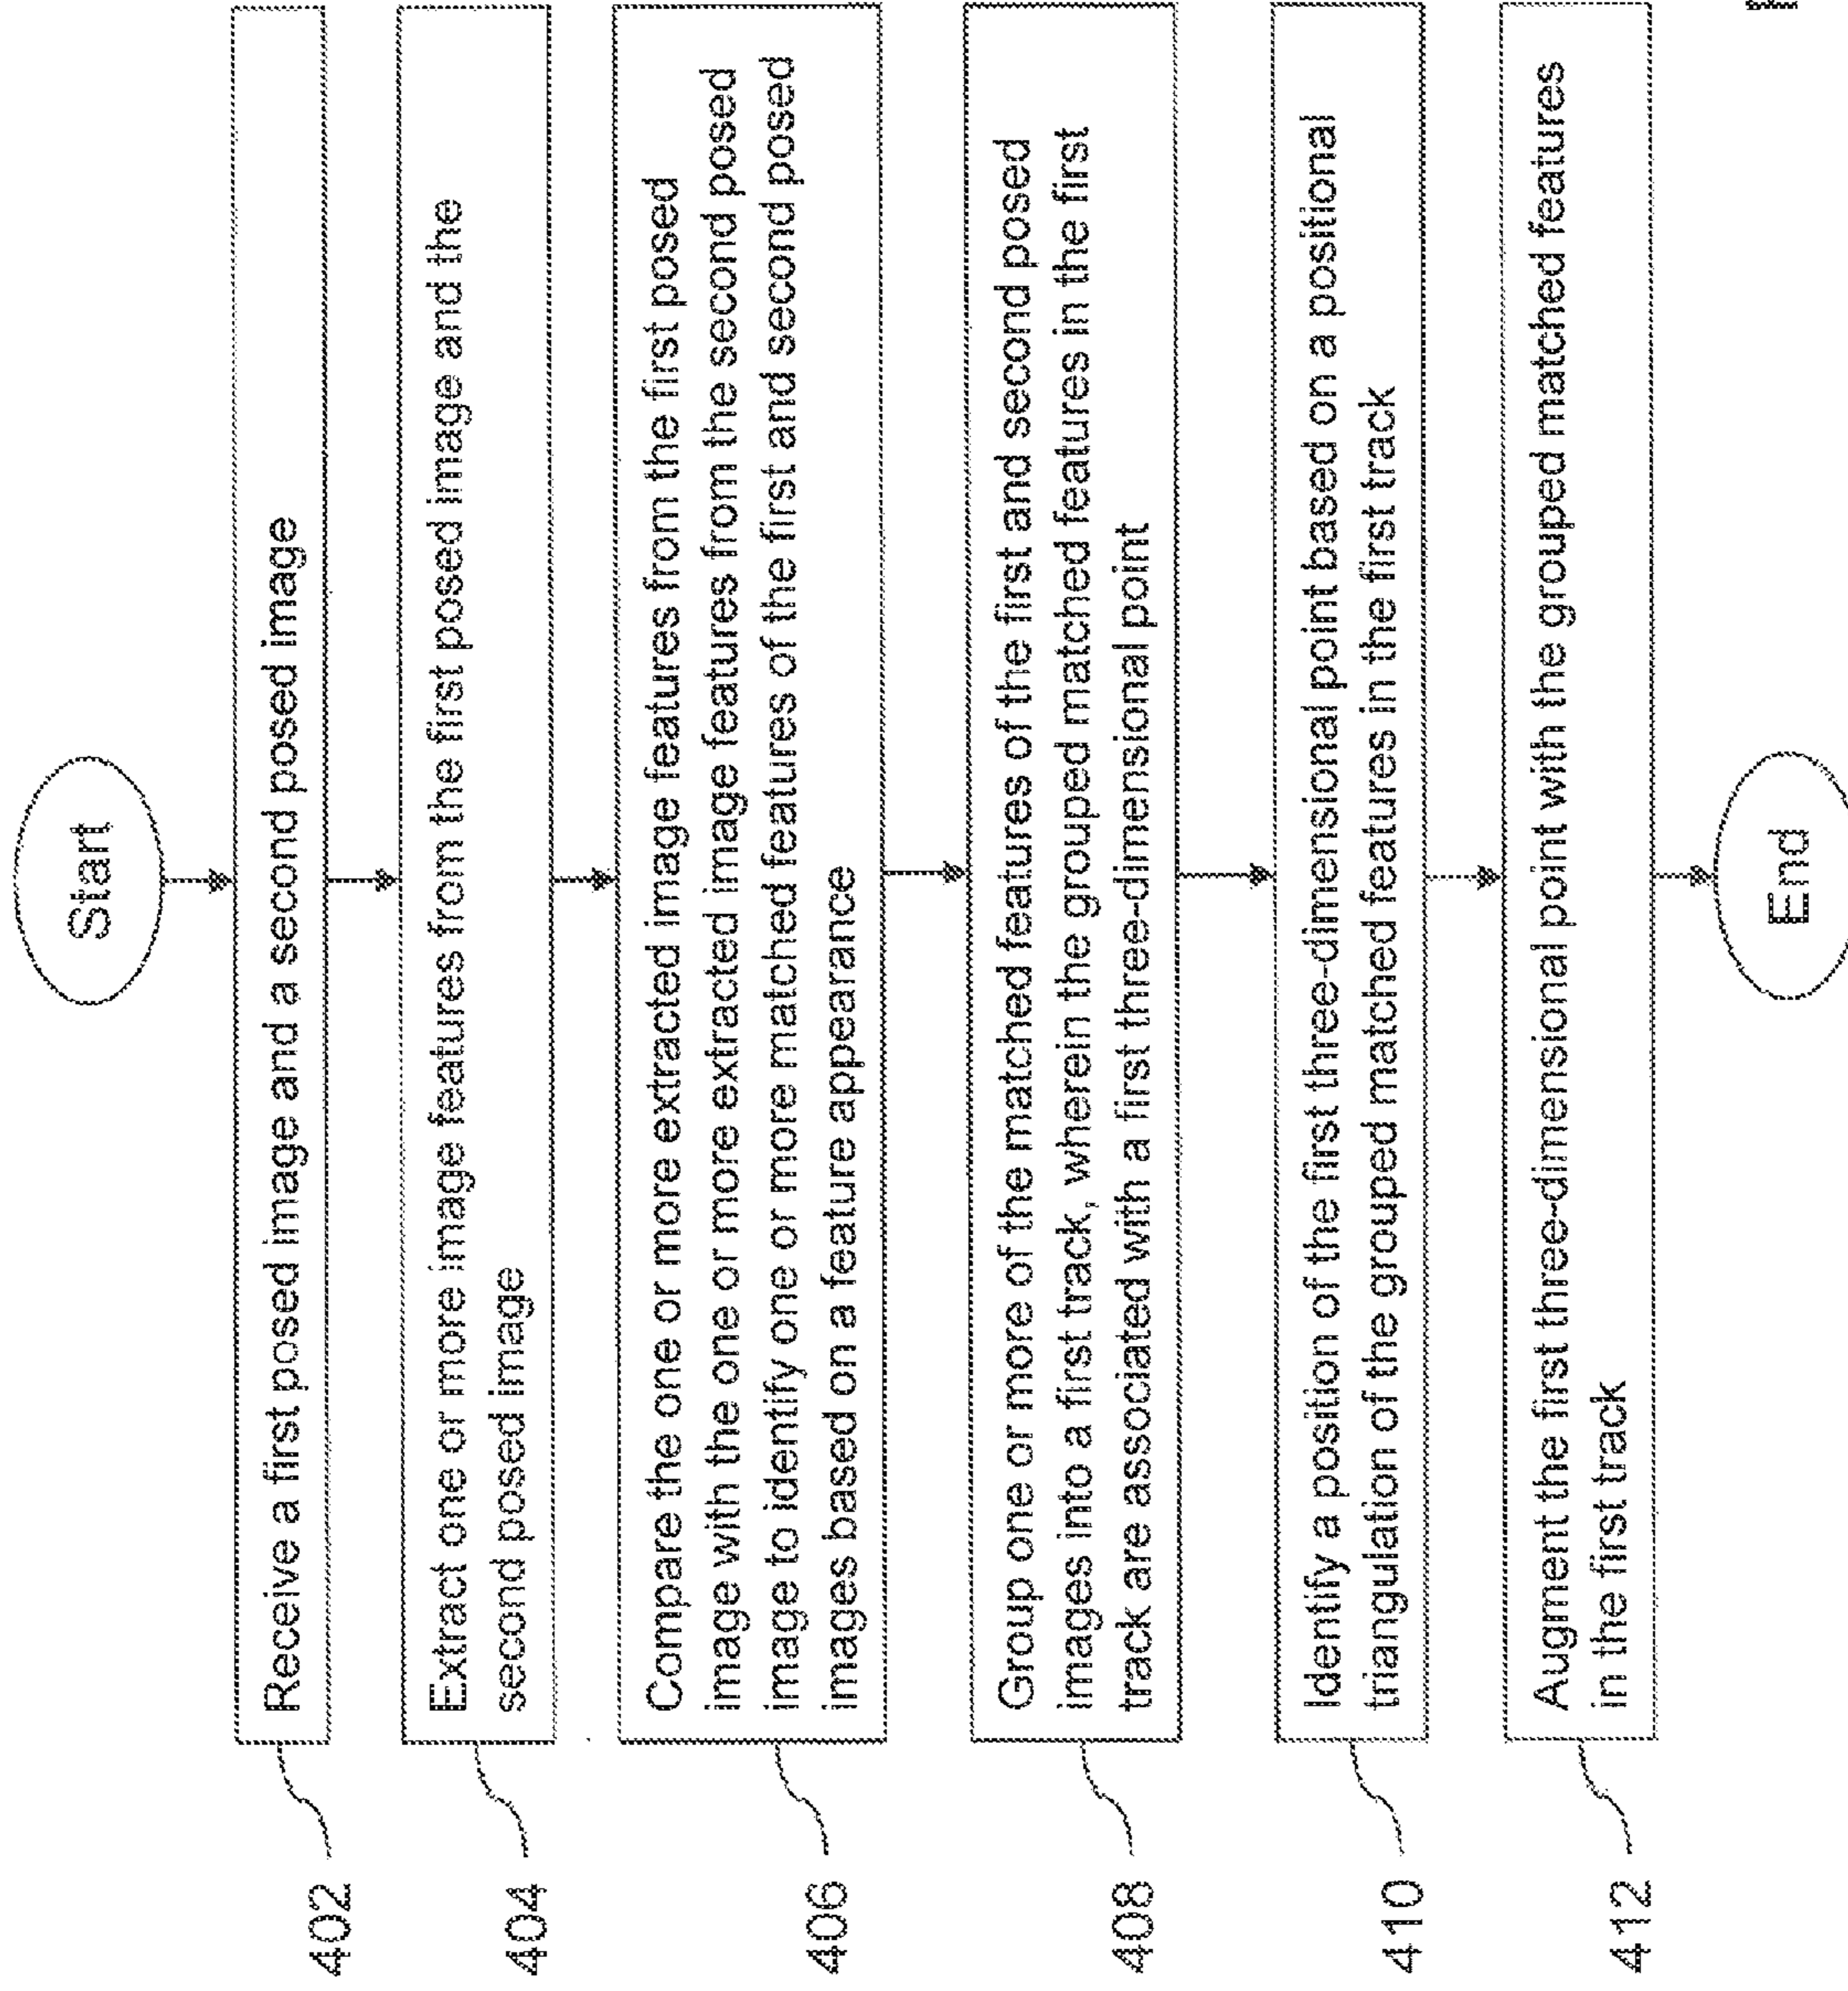 Start
402
Receive a first posed image and a second posed image
404
Extract one or more image features from the first posed image and the
second posed image
406
Compare the one or more extracted image features from the first posed
image with the one or more extracted image features from the second posed
image to identify one or more matched features of the first and second posed
images based on a feature appearance
408
Group one or more of the matched features of the first and second posed
images into a first track, wherein the grouped matched features in the first
track are associated with a first three-dimensional point
410
Identify a position of the first three-dimensional point based on a positional
triangulation of the grouped matched features in the first track
412
Augment the first three-dimensional point with the grouped matched features
in the first track
End